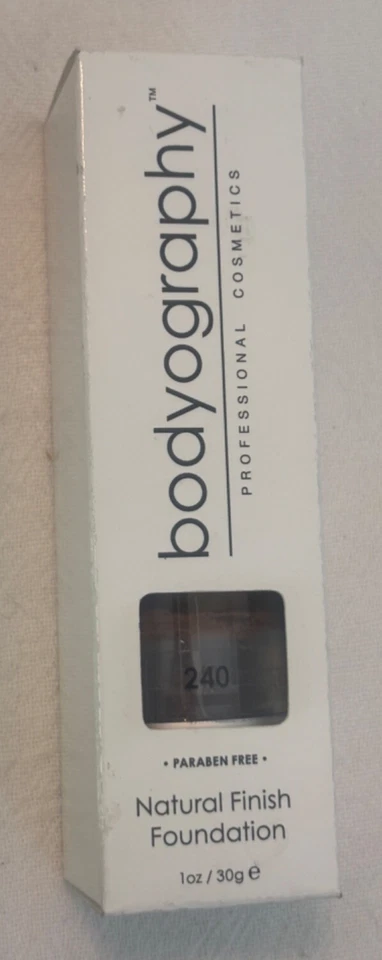 bodyography™
PROFESSIONAL COSMETICS
240
• PARABEN FREE •
Natural Finish
Foundation
1oz / 30g ℮